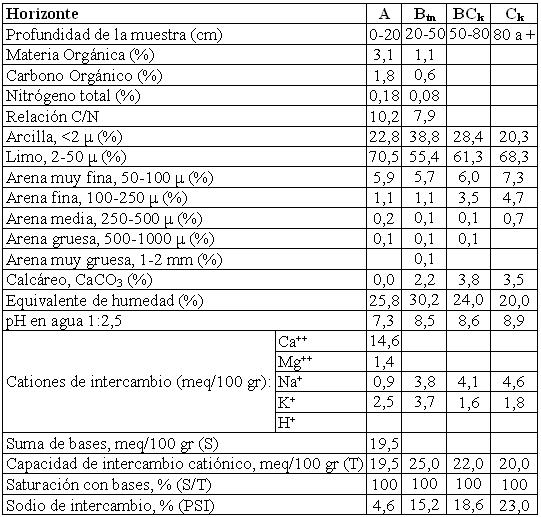 Horizonte A Btn BCk Ck
Profundidad de la muestra (cm) 0-20 20-50 50-80 80 a +
Materia Orgánica (%) 3,1 1,1
Carbono Orgánico (%) 1,8 0,6
Nitrógeno total (%) 0,18 0,08
Relación C/N 10,2 7,9
Arcilla, <2 µ (%) 22,8 38,8 28,4 20,3
Limo, 2-50 µ (%) 70,5 55,4 61,3 68,3
Arena muy fina, 50-100 µ (%) 5,9 5,7 6,0 7,3
Arena fina, 100-250 µ (%) 1,1 1,1 3,5 4,7
Arena media, 250-500 µ (%) 0,2 0,1 0,1 0,7
Arena gruesa, 500-1000 µ (%) 0,1 0,1 0,1
Arena muy gruesa, 1-2 mm (%) 0,1
Calcáreo, CaCO3 (%) 0,0 2,2 3,8 3,5
Equivalente de humedad (%) 25,8 30,2 24,0 20,0
pH en agua 1:2,5 7,3 8,5 8,6 8,9
Cationes de intercambio (meq/100 gr):
Ca++ 14,6
Mg++ 1,4
Na+ 0,9 3,8 4,1 4,6
K+ 2,5 3,7 1,6 1,8
H+
Suma de bases, meq/100 gr (S) 19,5
Capacidad de intercambio catiónico, meq/100 gr (T) 19,5 25,0 22,0 20,0
Saturación con bases, % (S/T) 100 100 100 100
Sodio de intercambio, % (PSI) 4,6 15,2 18,6 23,0